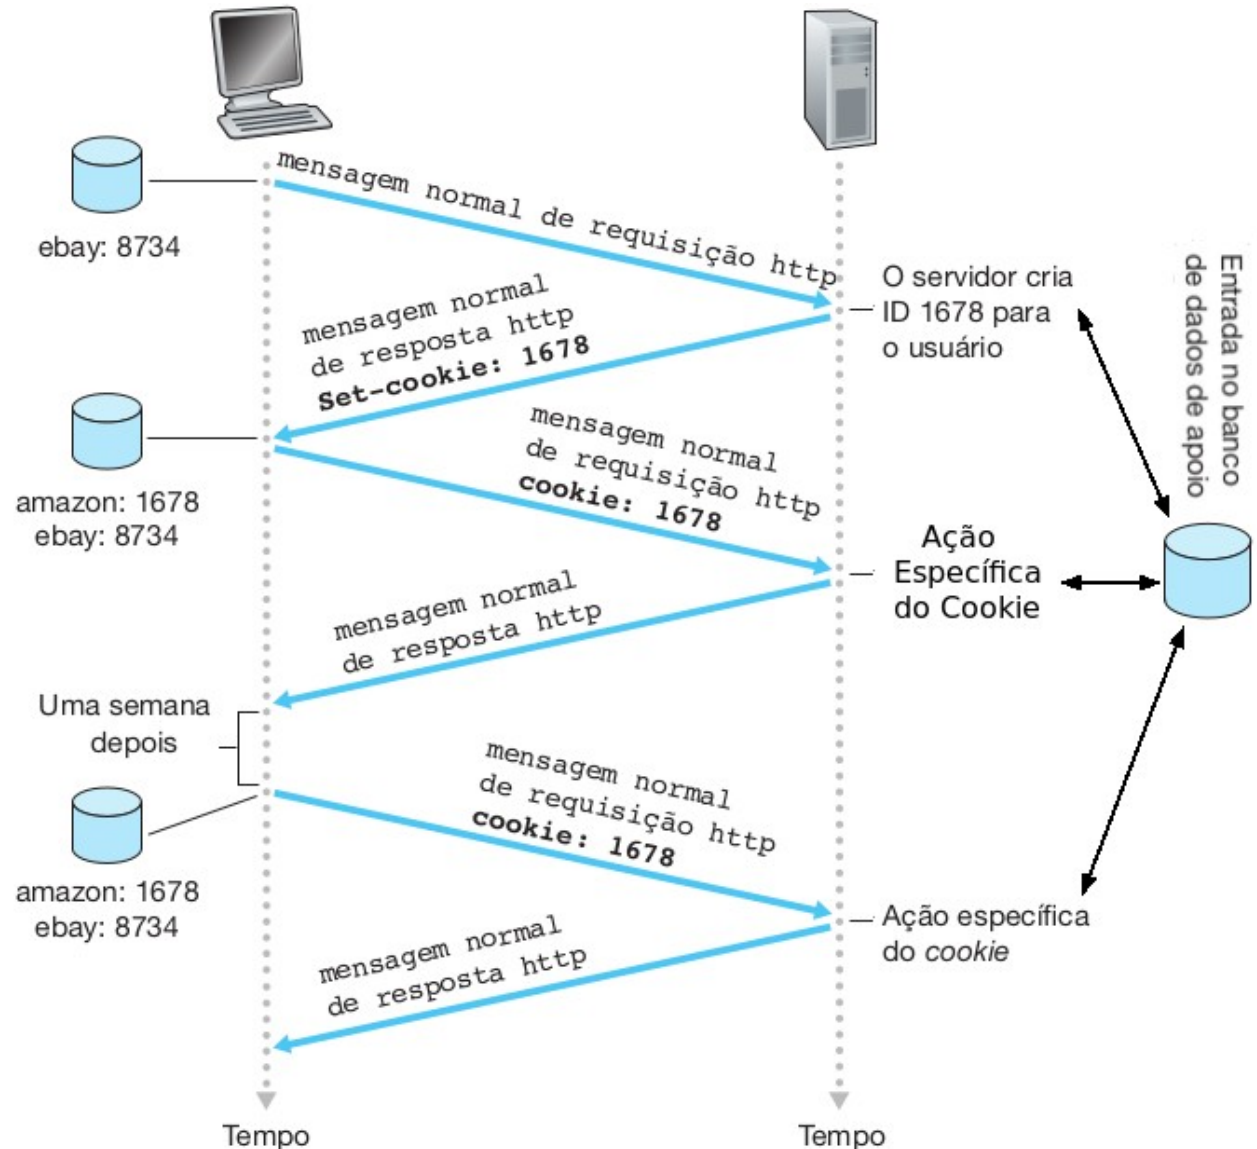 mensagem normal de requisição http
ebay: 8734
O servidor cria
ID 1678 para
o usuário
Entrada no banco
de dados de apoio
mensagem normal
de resposta http
Set-cookie: 1678
amazon: 1678
ebay: 8734
mensagem normal
de requisição http
cookie: 1678
Ação
Específica
do Cookie
mensagem normal
de resposta http
Uma semana
depois
mensagem normal
de requisição http
cookie: 1678
amazon: 1678
ebay: 8734
Ação específica
do cookie
mensagem normal
de resposta http
Tempo
Tempo